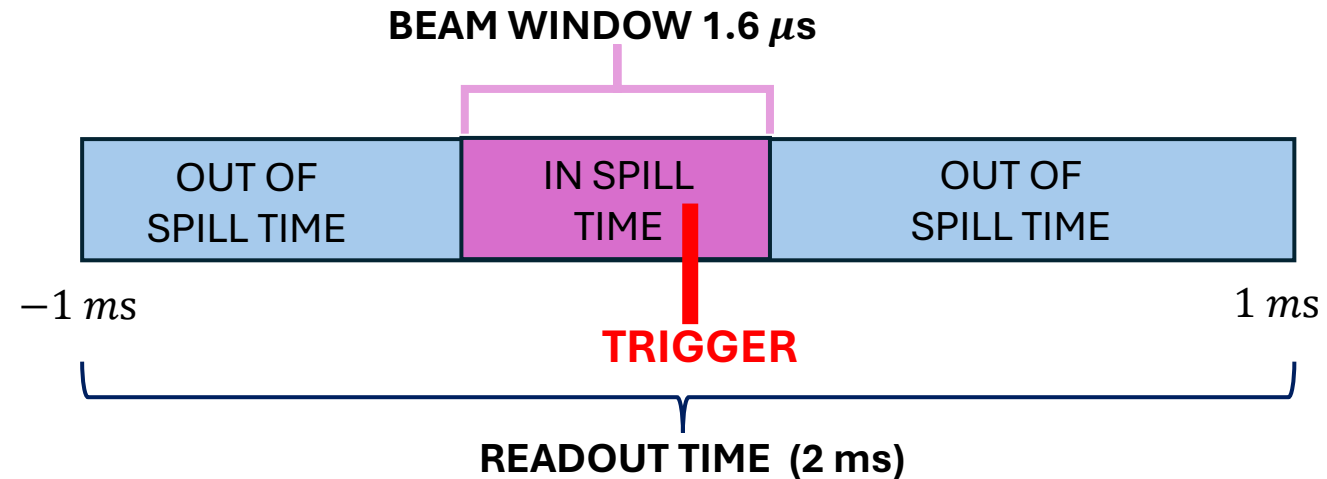 BEAM WINDOW 1.6 𝝁s
OUT OF
SPILL TIME
IN SPILL
TIME
OUT OF
SPILL TIME
−1 𝑚s
1 𝑚s
TRIGGER
READOUT TIME (2 ms)